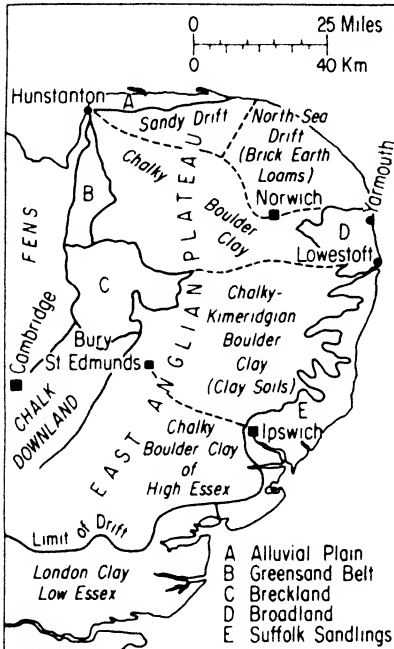 0 25 Miles
0 40 Km
Hunstanton
A
Sandy Drift
North-Sea
Drift
(Brick Earth
Loams)
Chalky
Boulder
Clay
Norwich
Yarmouth
B
D
Lowestoft
FENS
C
EAST ANGLIAN PLATEAU
Chalky-
Kimeridgian
Boulder
Clay
(Clay Soils)
Cambridge
Bury
St Edmunds
CHALK
DOWNLAND
E
Ipswich
Chalky
Boulder Clay
of
High Essex
Limit of Drift
London Clay
Low Essex
A Alluvial Plain
B Greensand Belt
C Breckland
D Broadland
E Suffolk Sandlings